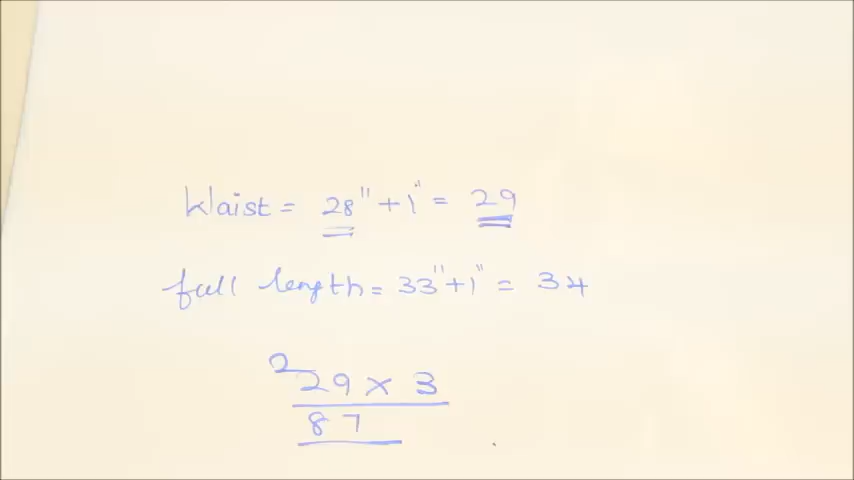 Waist = 28" + 1" = 29
full length = 33" + 1" = 34
2
29 x 3
87